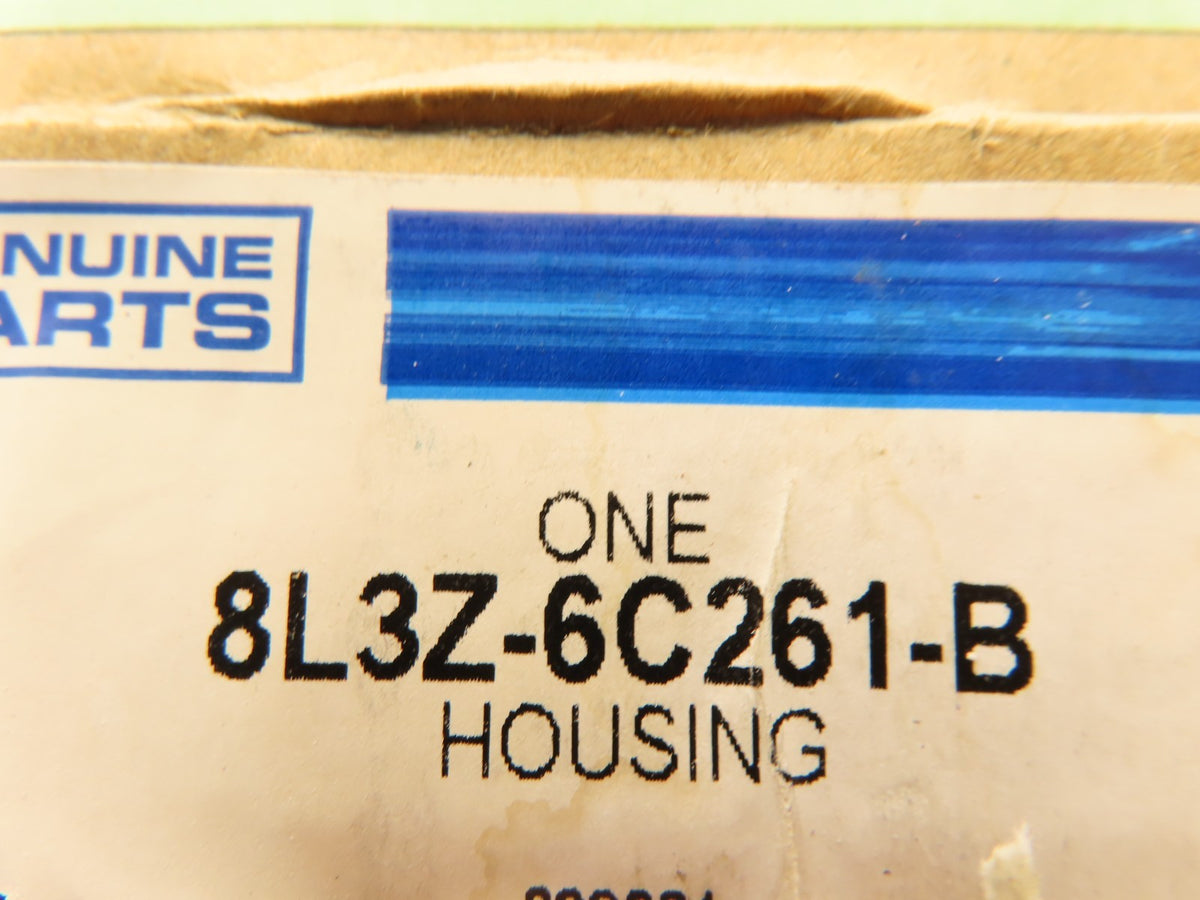 NUINE
ARTS
ONE
8L3Z-6C261-B
HOUSING